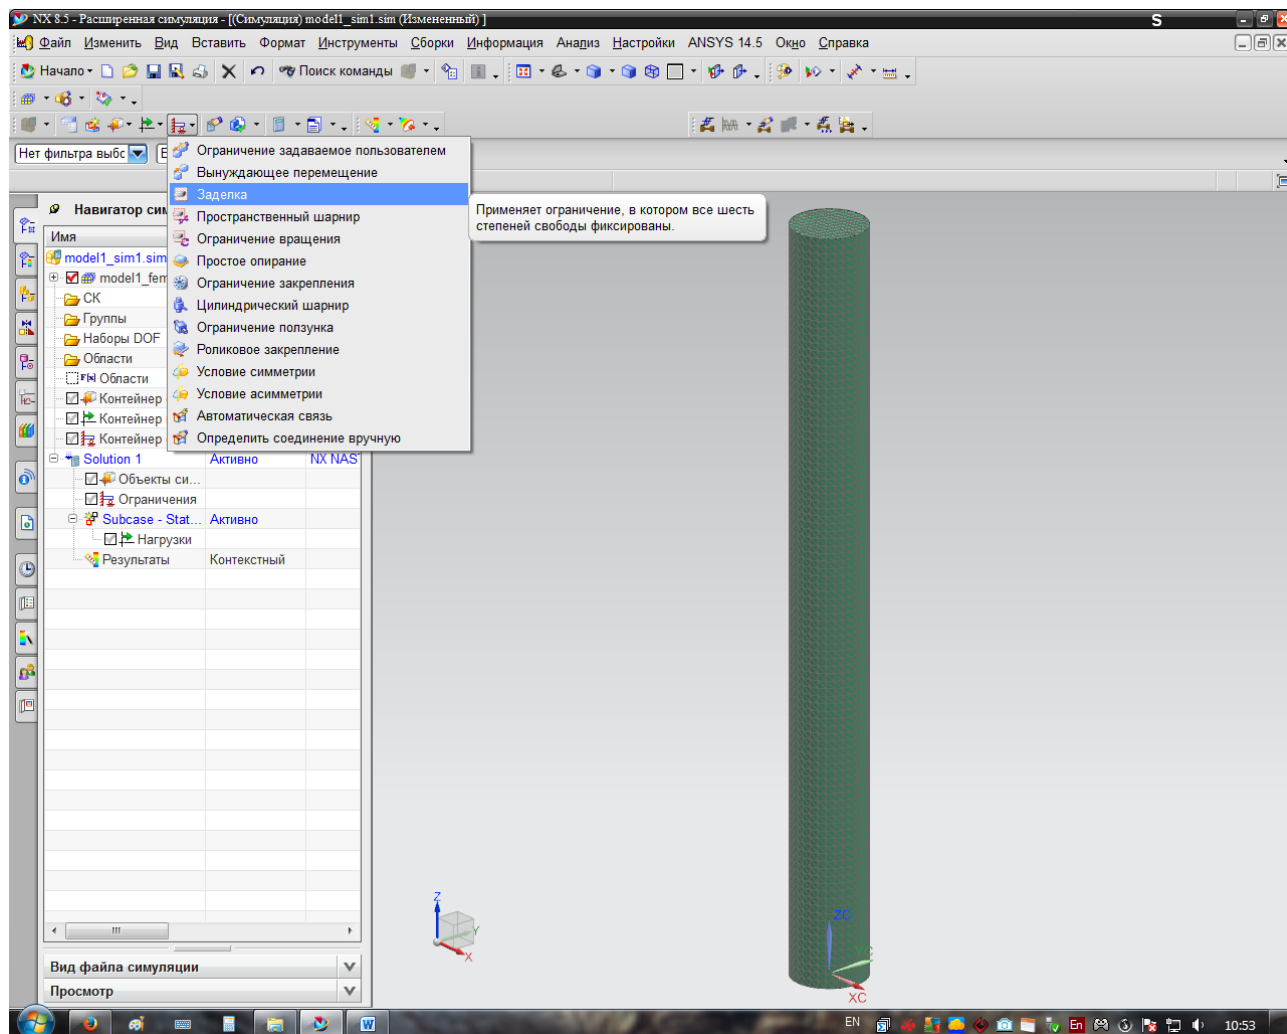 NX 8.5 - Расширенная симуляция - [(Симуляция) model1_sim1.sim (Измененный) ]
S
Файл Изменить Вид Вставить Формат Инструменты Сборки Информация Анализ Настройки ANSYS 14.5 Окно Справка
Начало
Поиск команды
Нет фильтра выбс
Ограничение задаваемое пользователем
Вынуждающее перемещение
Заделка
Пространственный шарнир
Ограничение вращения
Простое опирание
Ограничение закрепления
Цилиндрический шарнир
Ограничение ползунка
Роликовое закрепление
Условие симметрии
Условие асимметрии
Автоматическая связь
Определить соединение вручную
Применяет ограничение, в котором все шесть
степеней свободы фиксированы.
Навигатор сим
Имя
model1_sim1.sim
model1_fem
СК
Группы
Наборы DOF
Области
Области
Контейнер
Контейнер
Контейнер
Solution 1 Активно NX NAS
Объекты си...
Ограничения
Subcase - Stat... Активно
Нагрузки
Результаты Контекстный
Вид файла симуляции
Просмотр
Z
Y
X
ZC
YC
XC
EN
En
10:53